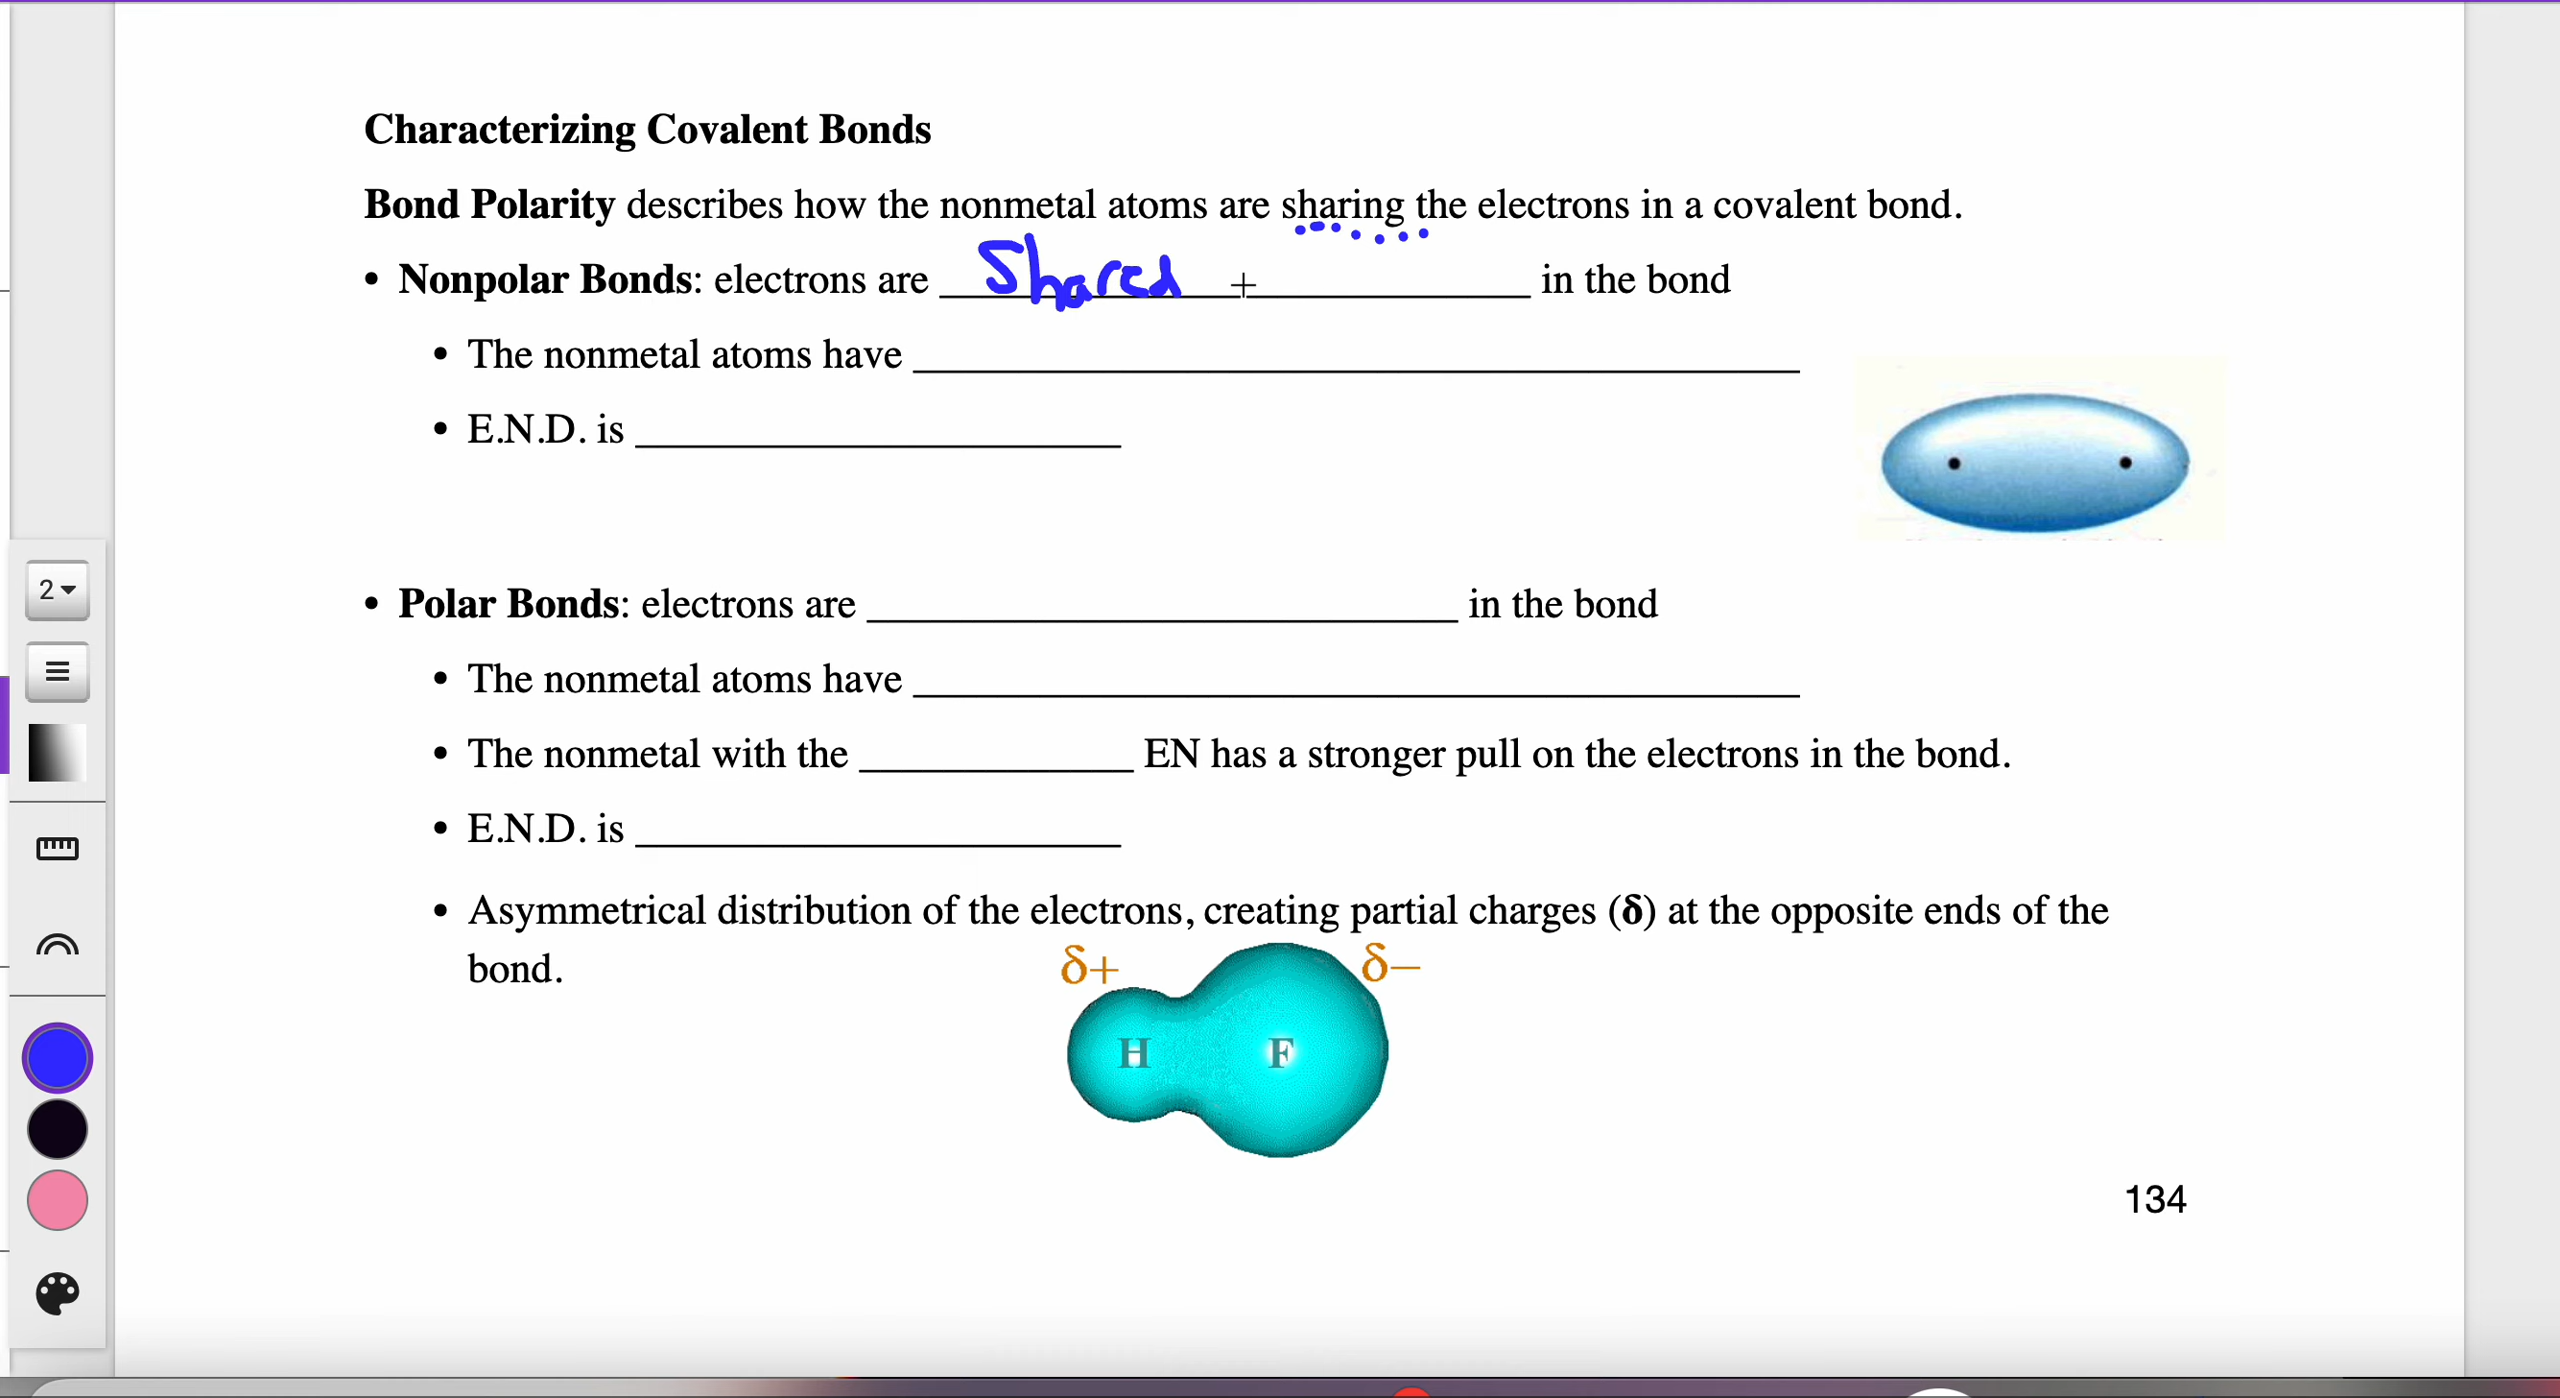 Characterizing Covalent Bonds
Bond Polarity describes how the nonmetal atoms are sharing the electrons in a covalent bond.
• Nonpolar Bonds: electrons are Shared in the bond
• The nonmetal atoms have
• E.N.D. is
2
• Polar Bonds: electrons are in the bond
• The nonmetal atoms have
• The nonmetal with the EN has a stronger pull on the electrons in the bond.
• E.N.D. is
• Asymmetrical distribution of the electrons, creating partial charges (δ) at the opposite ends of the
bond.
δ+ δ−
H F
134